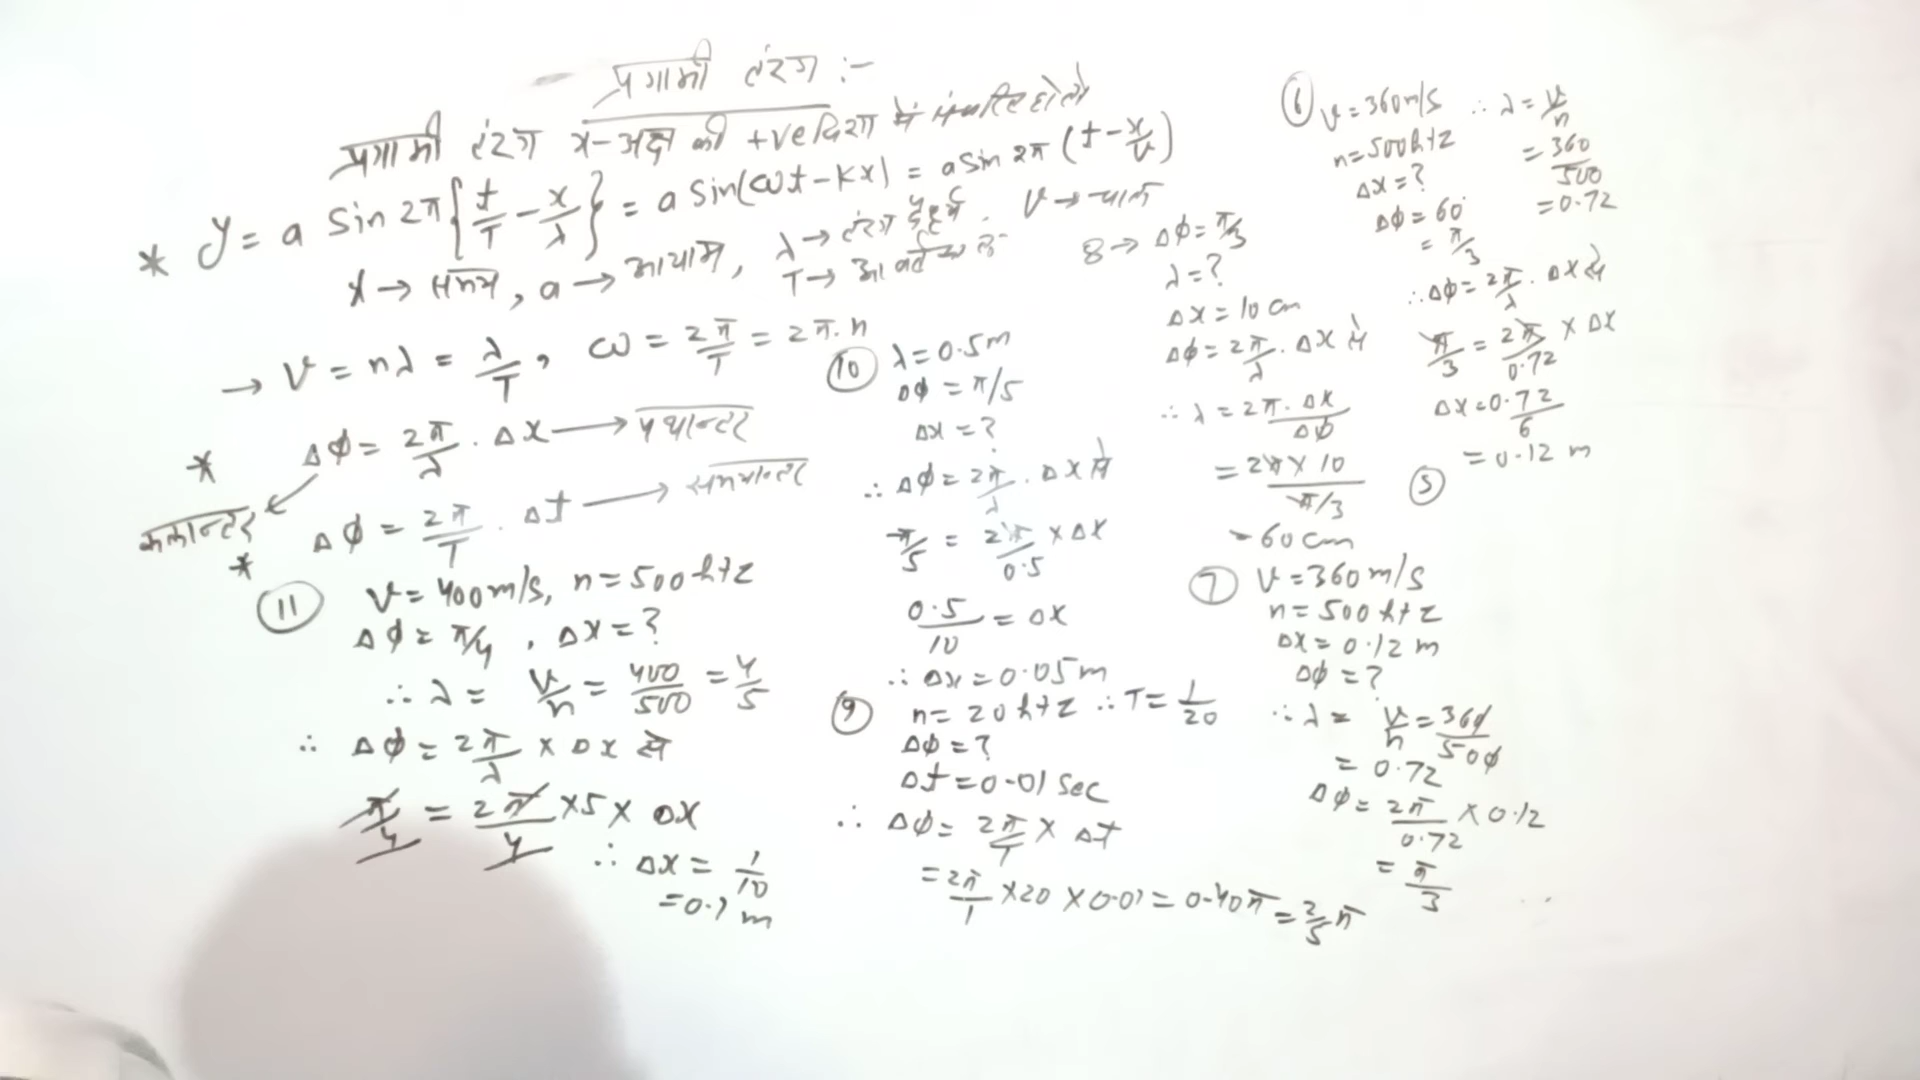 प्रगामी तंरग :-
प्रगामी तंरग x-अक्ष की +ve दिशा में संचरित हो तो
* y = a sin 2π {t/T - x/λ} = a sin(ωt - kx) = a sin 2π (t - x/v)
t → समय, a → आयाम, λ → तंरग दैर्ध्य, v → चाल
T → आवर्तकाल
→ v = nλ = λ/T, ω = 2π/T = 2π.n
* Δφ = 2π/λ . Δx → पथान्तर
कलान्तर
* Δφ = 2π/T . Δt → समयान्तर
(11) v = 400 m/s, n = 500 htz
Δφ = π/4, Δx = ?
∴ λ = v/n = 400/500 = 4/5
∴ Δφ = 2π/λ × Δx से
π/4 = 2π/4 × 5 × Δx
∴ Δx = 1/10
= 0.1 m
(10) λ = 0.5 m
Δφ = π/5
Δx = ?
∴ Δφ = 2π/λ . Δx से
π/5 = 2π/0.5 × Δx
0.5/10 = Δx
∴ Δx = 0.05 m
(9) n = 20 htz ∴ T = 1/20
Δφ = ?
Δt = 0.01 sec
∴ Δφ = 2π/T × Δt
= 2π/1 × 20 × 0.01 = 0.40π = 2/5 π
8 → Δφ = π/3
λ = ?
Δx = 10 cm
Δφ = 2π/λ . Δx से
∴ λ = 2π.Δx/Δφ
= 2π × 10/π/3
= 60 cm
(7) v = 360 m/s
n = 500 htz
Δx = 0.12 m
Δφ = ?
∴ λ = v/n = 360/500
= 0.72
Δφ = 2π/0.72 × 0.12
= π/3
(6) v = 360 m/s ∴ λ = v/n
n = 500 htz = 360/500
Δx = ? = 0.72
Δφ = 60°
= π/3
∴ Δφ = 2π/λ . Δx से
π/3 = 2π/0.72 × Δx
Δx = 0.72/6
= 0.12 m
(5)